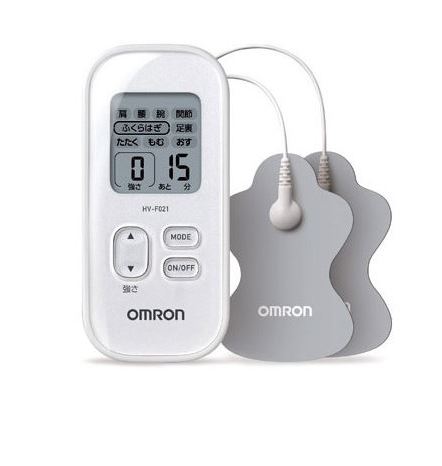 肩 腰 腕 関節
ふくらはぎ 足裏
たたく もむ おす
0 15
強さ あと 分
HV-F021
▲ MODE
▼ ON/OFF
強さ
OMRON
OMRON